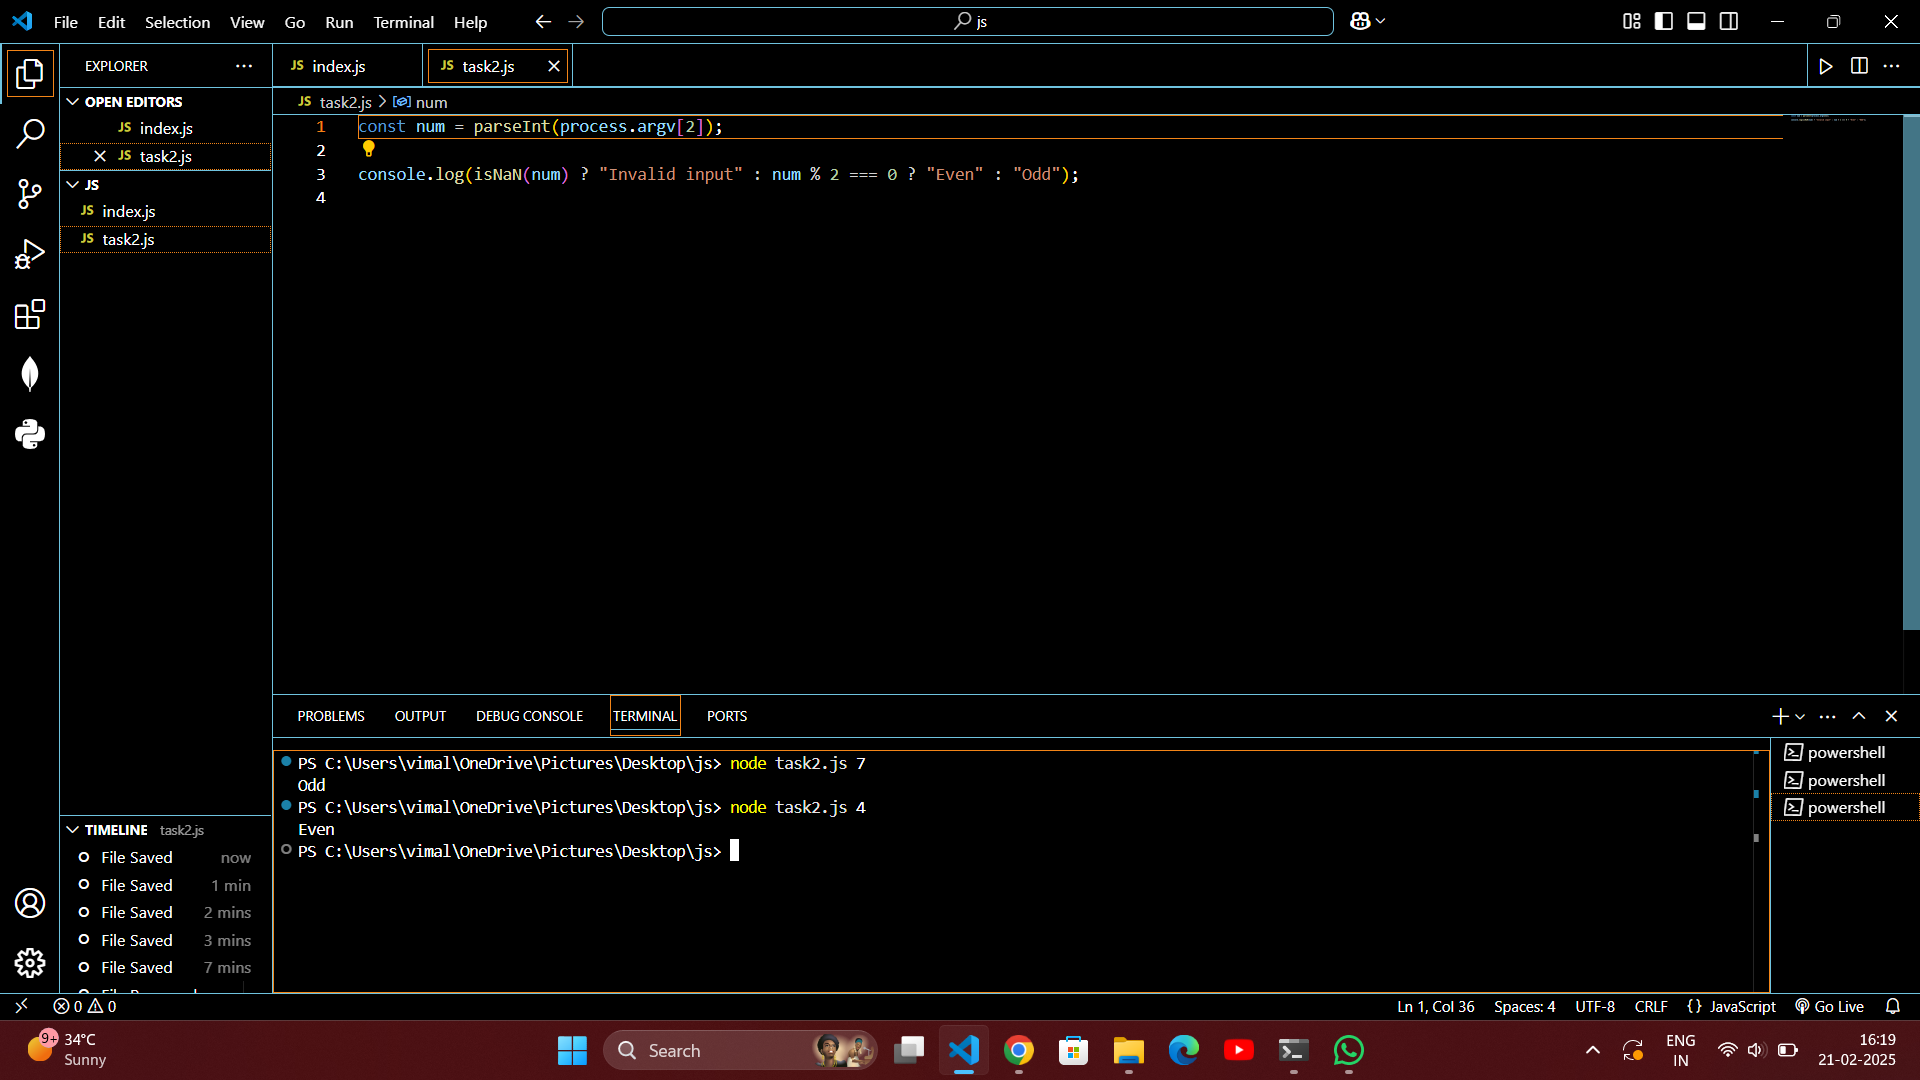 File Edit Selection View Go Run Terminal Help
js
EXPLORER
OPEN EDITORS
JS index.js
JS task2.js
JS
JS index.js
JS task2.js
TIMELINE task2.js
File Saved now
File Saved 1 min
File Saved 2 mins
File Saved 3 mins
File Saved 7 mins
JS index.js
JS task2.js
JS task2.js > num
1 const num = parseInt(process.argv[2]);
2
3 console.log(isNaN(num) ? "Invalid input" : num % 2 === 0 ? "Even" : "Odd");
4
PROBLEMS OUTPUT DEBUG CONSOLE TERMINAL PORTS
PS C:\Users\vimal\OneDrive\Pictures\Desktop\js> node task2.js 7
Odd
PS C:\Users\vimal\OneDrive\Pictures\Desktop\js> node task2.js 4
Even
PS C:\Users\vimal\OneDrive\Pictures\Desktop\js>
powershell
powershell
powershell
0 0
Ln 1, Col 36 Spaces: 4 UTF-8 CRLF {} JavaScript Go Live
9+
34°C
Sunny
Search
ENG
IN
16:19
21-02-2025